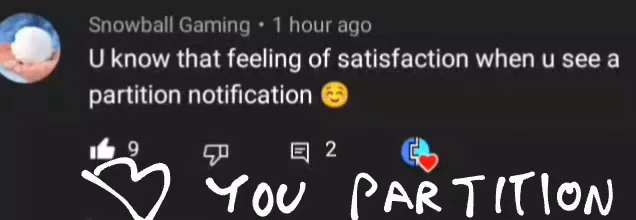 Snowball Gaming • 1 hour ago
U know that feeling of satisfaction when u see a
partition notification ☺️
9 2
YOU PARTITION